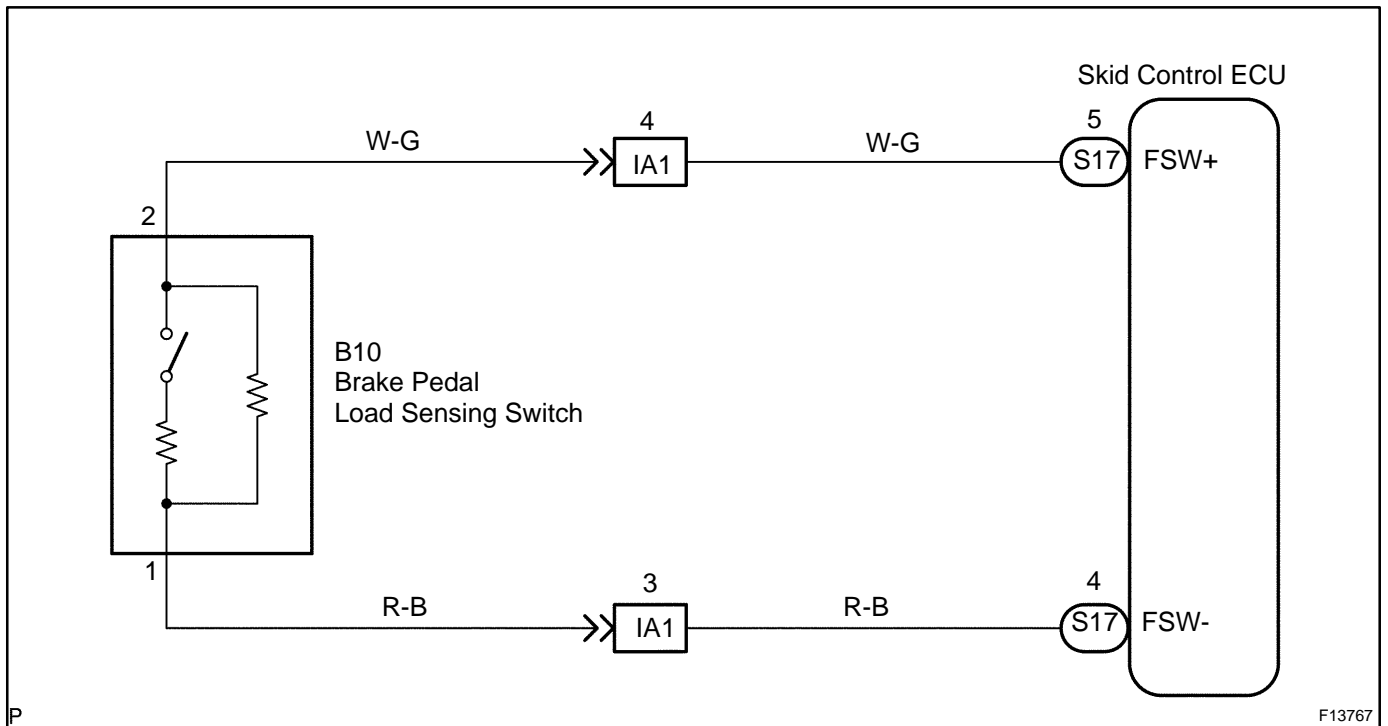 Skid Control ECU
W-G
4
IA1
W-G
5
S17
FSW+
2
B10
Brake Pedal
Load Sensing Switch
1
R-B
3
IA1
R-B
4
S17
FSW-
P
F13767